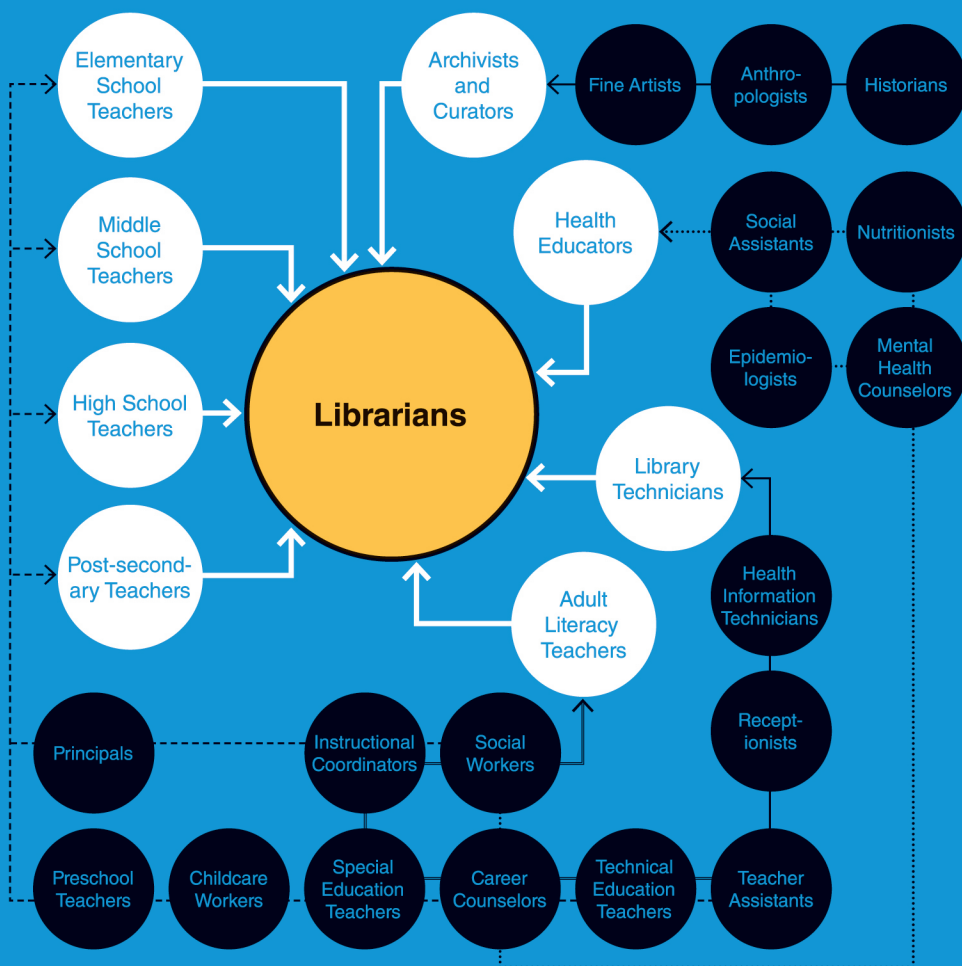 Elementary
School
Teachers
Archivists
and
Curators
Fine Artists
Anthro-
pologists
Historians
Middle
School
Teachers
Health
Educators
Social
Assistants
Nutritionists
High School
Teachers
Librarians
Epidemio-
logists
Mental
Health
Counselors
Library
Technicians
Post-second-
ary Teachers
Adult
Literacy
Teachers
Health
Information
Technicians
Principals
Instructional
Coordinators
Social
Workers
Recept-
ionists
Preschool
Teachers
Childcare
Workers
Special
Education
Teachers
Career
Counselors
Technical
Education
Teachers
Teacher
Assistants